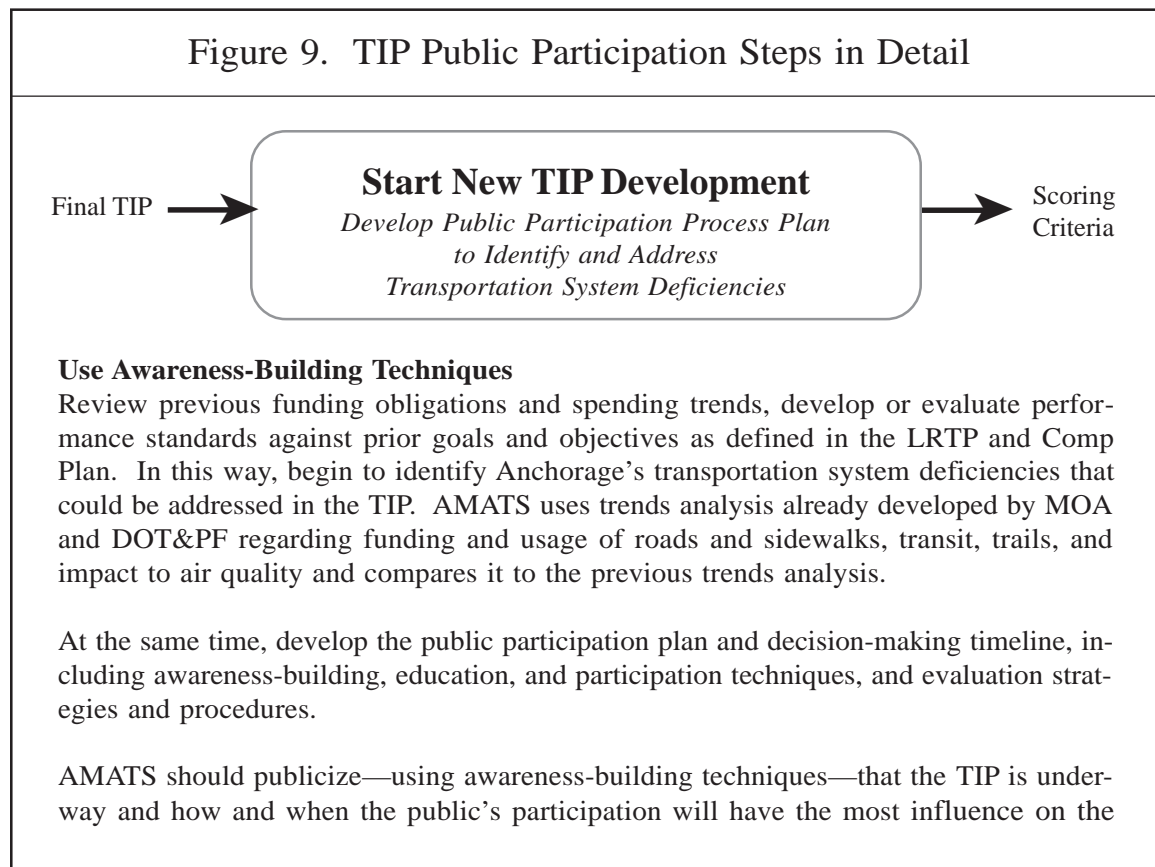 Figure 9. TIP Public Participation Steps in Detail
Final TIP
Start New TIP Development
Develop Public Participation Process Plan
to Identify and Address
Transportation System Deficiencies
Scoring
Criteria
Use Awareness-Building Techniques
Review previous funding obligations and spending trends, develop or evaluate perfor-
mance standards against prior goals and objectives as defined in the LRTP and Comp
Plan. In this way, begin to identify Anchorage's transportation system deficiencies that
could be addressed in the TIP. AMATS uses trends analysis already developed by MOA
and DOT&PF regarding funding and usage of roads and sidewalks, transit, trails, and
impact to air quality and compares it to the previous trends analysis.
At the same time, develop the public participation plan and decision-making timeline, in-
cluding awareness-building, education, and participation techniques, and evaluation strat-
egies and procedures.
AMATS should publicize—using awareness-building techniques—that the TIP is under-
way and how and when the public's participation will have the most influence on the